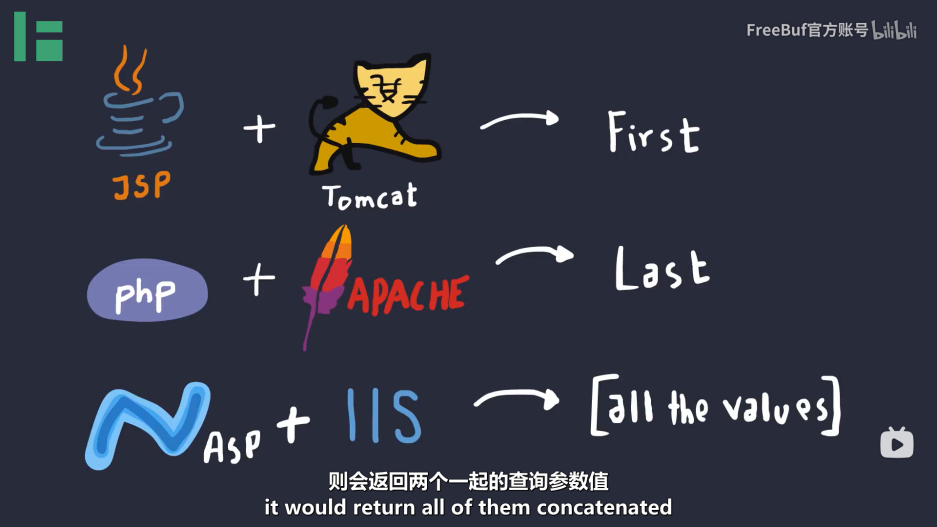 FreeBuf官方账号 bilibili
JSP
+
Tomcat
First
php
+
APACHE
Last
ASP
+
IIS
[all the values]
则会返回两个一起的查询参数值
it would return all of them concatenated